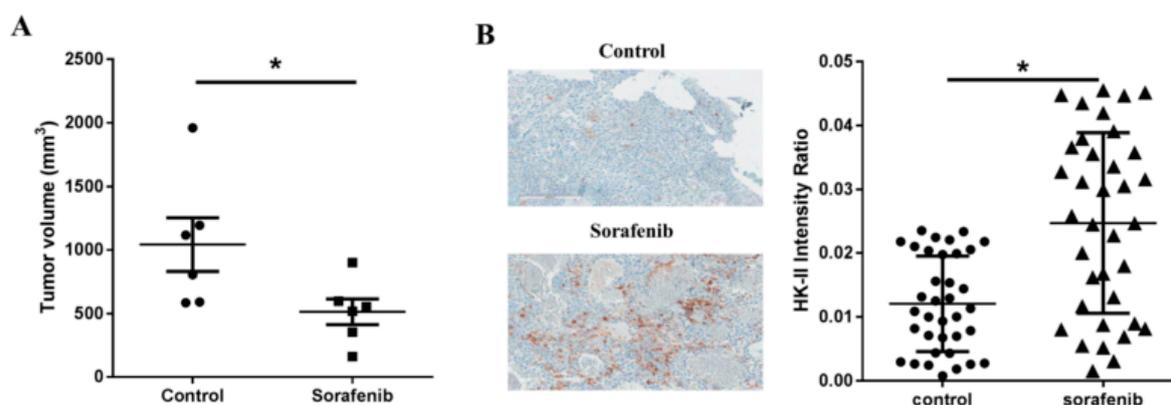 A
Tumor volume (mm3)
2500
2000
1500
1000
500
0
*
Control
Sorafenib
B
Control
Sorafenib
HK-II Intensity Ratio
0.05
0.04
0.03
0.02
0.01
0.00
*
control
sorafenib